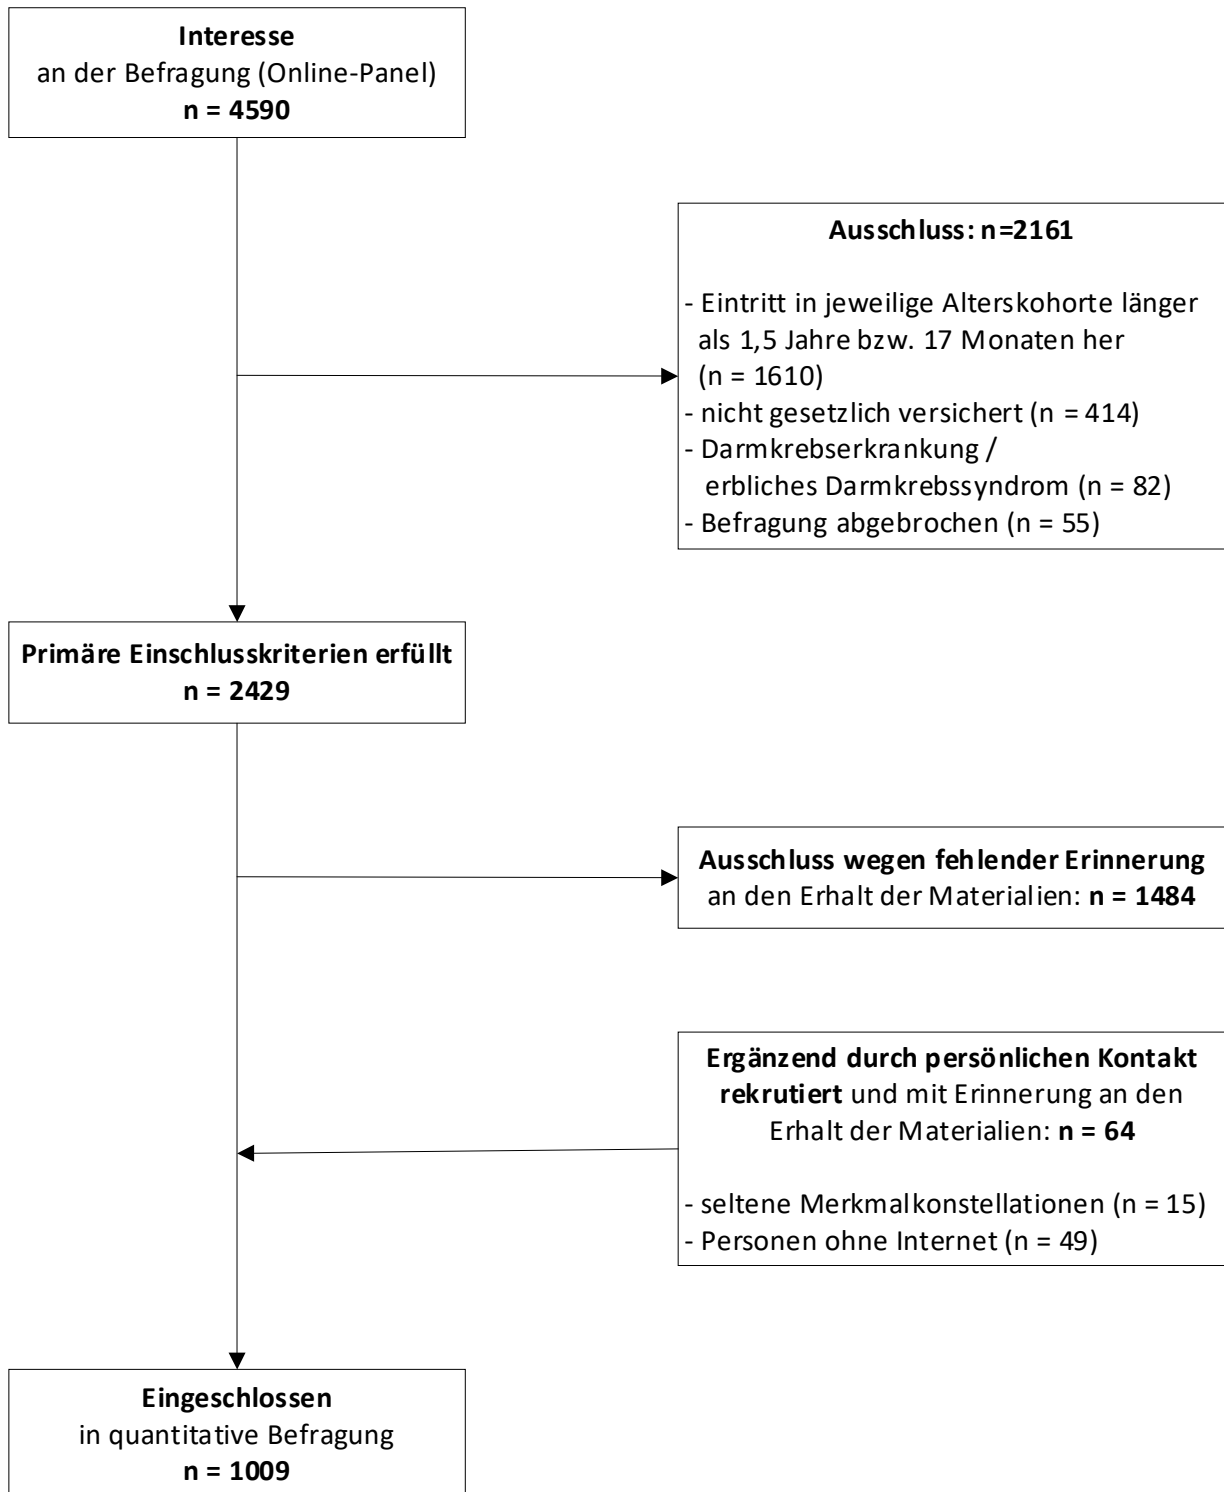 Interesse
an der Befragung (Online-Panel)
n = 4590
Ausschluss: n=2161
- Eintritt in jeweilige Alterskohorte länger
als 1,5 Jahre bzw. 17 Monaten her
(n = 1610)
- nicht gesetzlich versichert (n = 414)
- Darmkrebserkrankung /
erbliches Darmkrebssyndrom (n = 82)
- Befragung abgebrochen (n = 55)
Primäre Einschlusskriterien erfüllt
n = 2429
Ausschluss wegen fehlender Erinnerung
an den Erhalt der Materialien: n = 1484
Ergänzend durch persönlichen Kontakt
rekrutiert und mit Erinnerung an den
Erhalt der Materialien: n = 64
- seltene Merkmalkonstellationen (n = 15)
- Personen ohne Internet (n = 49)
Eingeschlossen
in quantitative Befragung
n = 1009